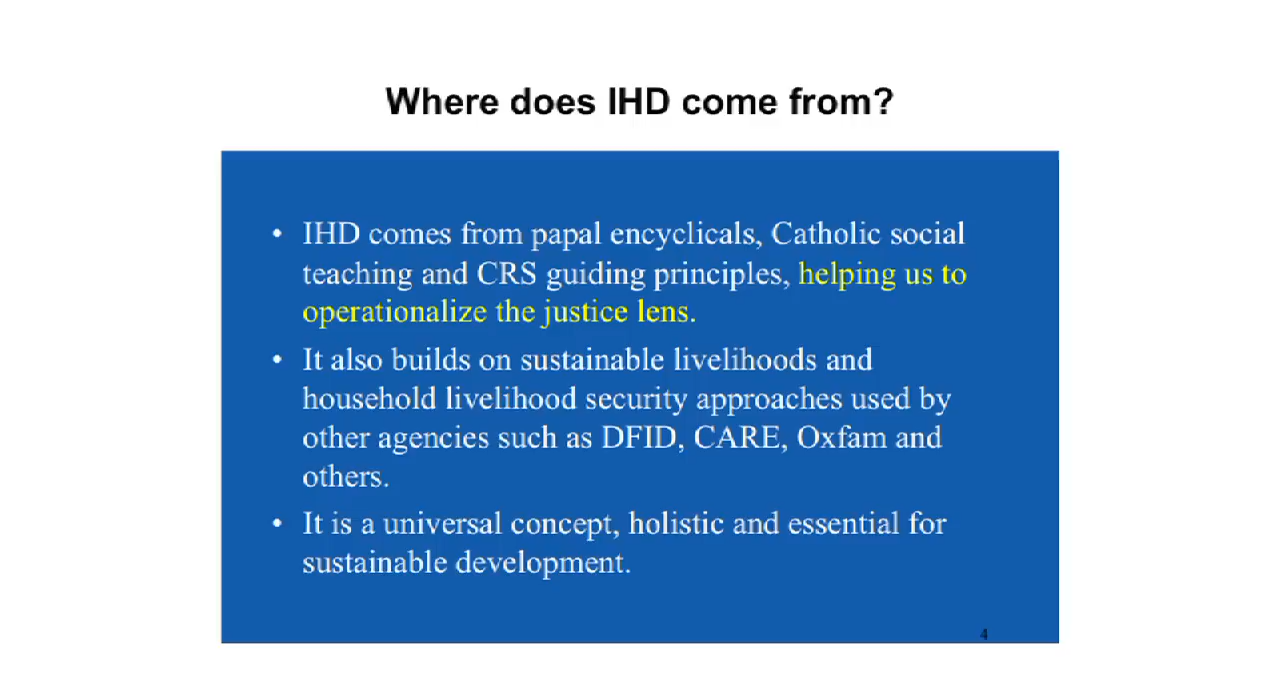 Where does IHD come from?
• IHD comes from papal encyclicals, Catholic social
teaching and CRS guiding principles, helping us to
operationalize the justice lens.
• It also builds on sustainable livelihoods and
household livelihood security approaches used by
other agencies such as DFID, CARE, Oxfam and
others.
• It is a universal concept, holistic and essential for
sustainable development.
4